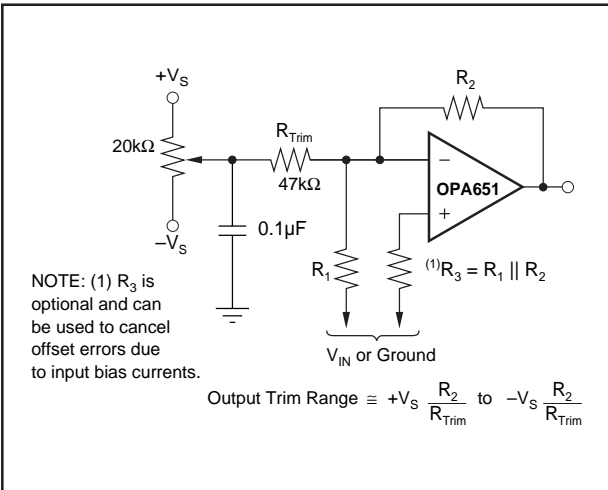 +V_S
20kΩ
−V_S
R_Trim
47kΩ
0.1µF
R_2
−
OPA651
+
R_1
(1)R_3 = R_1 || R_2
V_IN or Ground
NOTE: (1) R_3 is
optional and can
be used to cancel
offset errors due
to input bias currents.
Output Trim Range ≅ +V_S R_2/R_Trim to −V_S R_2/R_Trim